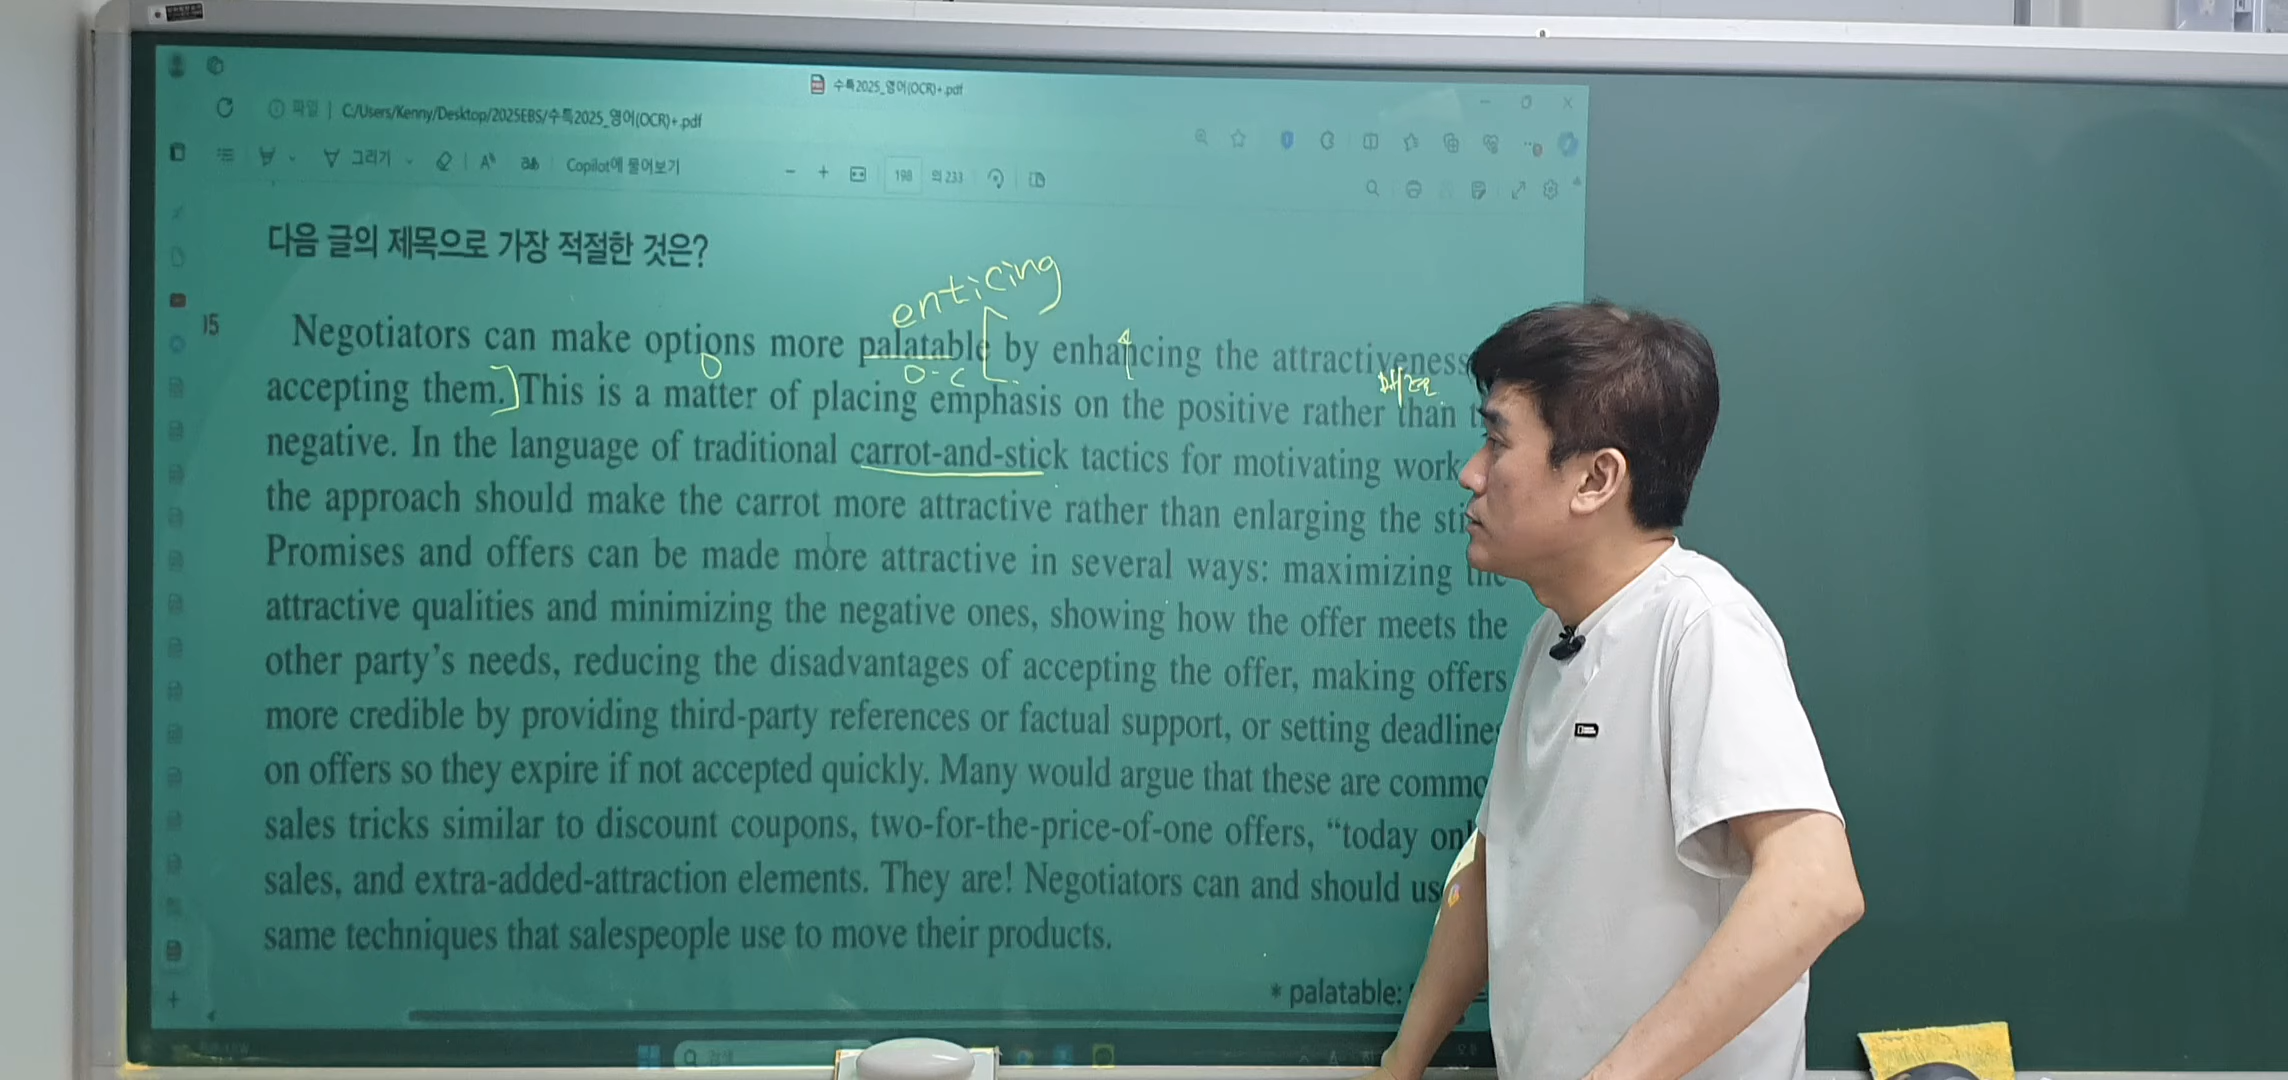 수특2025_영어(OCR)+.pdf
파일 | C:/Users/Kenny/Desktop/2025EBS/수특2025_영어(OCR)+.pdf
그리기 Copilot에 물어보기 198 의 233
다음 글의 제목으로 가장 적절한 것은?
enticing
15 Negotiators can make options more palatable by enhancing the attractiveness
O O-C 매력
accepting them. This is a matter of placing emphasis on the positive rather than
negative. In the language of traditional carrot-and-stick tactics for motivating
the approach should make the carrot more attractive rather than enlarging the
Promises and offers can be made more attractive in several ways: maximizing the
attractive qualities and minimizing the negative ones, showing how the offer meets the
other party's needs, reducing the disadvantages of accepting the offer, making offers
more credible by providing third-party references or factual support, or setting
on offers so they expire if not accepted quickly. Many would argue that these are
sales tricks similar to discount coupons, two-for-the-price-of-one offers, “today
sales, and extra-added-attraction elements. They are! Negotiators can and should
same techniques that salespeople use to move their products.
* palatable: